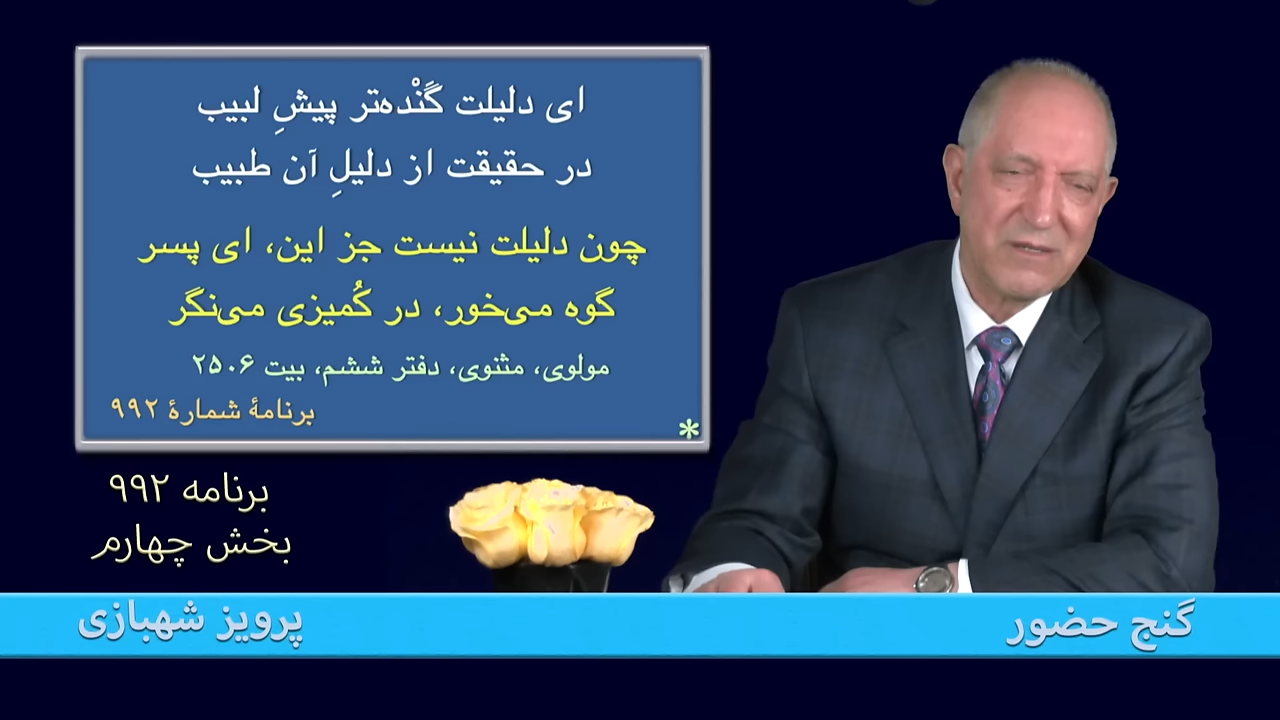 ای دلیلت گَنْده‌تر پیشِ لبیب
در حقیقت از دلیلِ آن طبیب
چون دلیلت نیست جز این، ای پسر
گوه می‌خور، در کُمیزی می‌نگر
مولوی، مثنوی، دفتر ششم، بیت ۲۵۰۶
برنامهٔ شمارهٔ ۹۹۲
*
برنامه ۹۹۲
بخش چهارم
گنج حضور
پرویز شهبازی